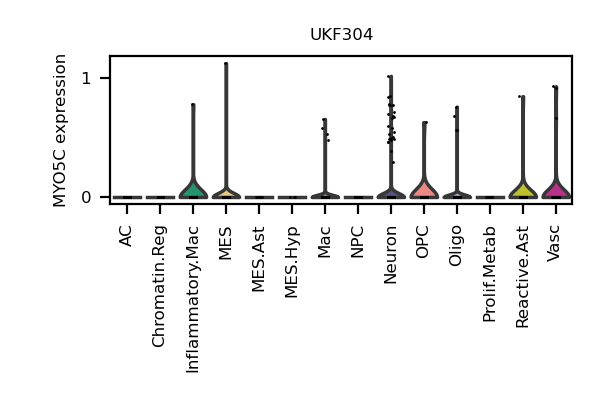 UKF304
MYO5C expression
1
0
AC
Chromatin.Reg
Inflammatory.Mac
MES
MES.Ast
MES.Hyp
Mac
NPC
Neuron
OPC
Oligo
Prolif.Metab
Reactive.Ast
Vasc